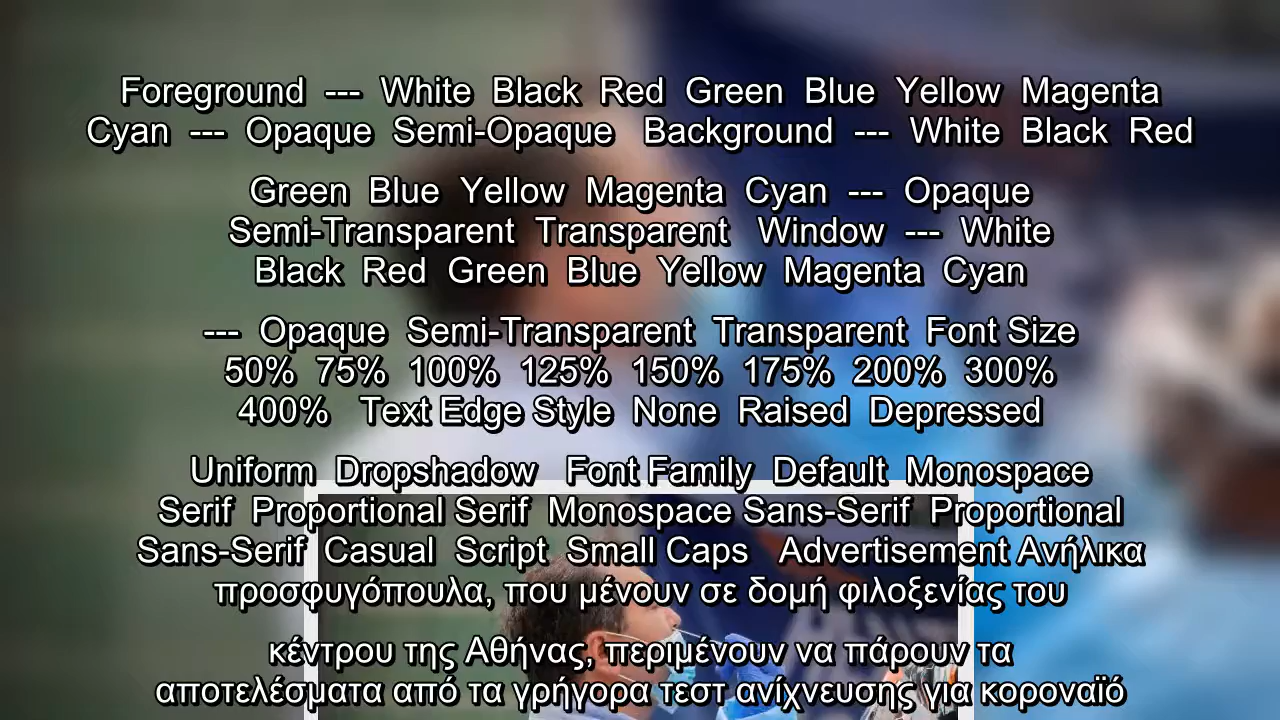 Foreground --- White Black Red Green Blue Yellow Magenta
Cyan --- Opaque Semi-Opaque Background --- White Black Red
Green Blue Yellow Magenta Cyan --- Opaque
Semi-Transparent Transparent Window --- White
Black Red Green Blue Yellow Magenta Cyan
--- Opaque Semi-Transparent Transparent Font Size
50% 75% 100% 125% 150% 175% 200% 300%
400% Text Edge Style None Raised Depressed
Uniform Dropshadow Font Family Default Monospace
Serif Proportional Serif Monospace Sans-Serif Proportional
Sans-Serif Casual Script Small Caps Advertisement Ανήλικα
προσφυγόπουλα, που μένουν σε δομή φιλοξενίας του
κέντρου της Αθήνας, περιμένουν να πάρουν τα
αποτελέσματα από τα γρήγορα τεστ ανίχνευσης για κοροναϊό